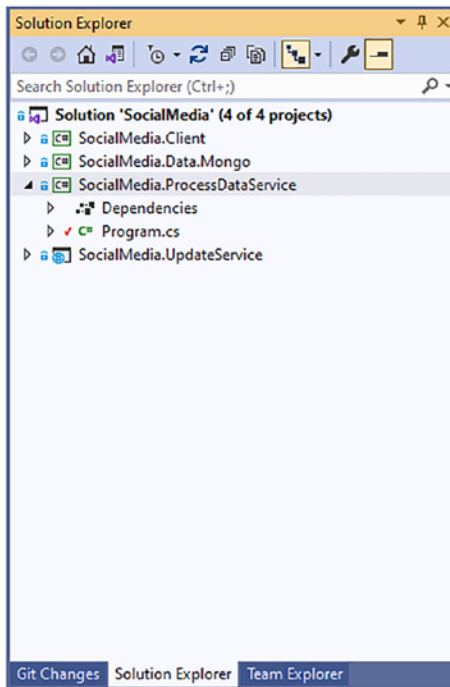 Solution Explorer
Search Solution Explorer (Ctrl+;)
Solution 'SocialMedia' (4 of 4 projects)
C# SocialMedia.Client
C# SocialMedia.Data.Mongo
C# SocialMedia.ProcessDataService
Dependencies
C# Program.cs
SocialMedia.UpdateService
Git Changes Solution Explorer Team Explorer